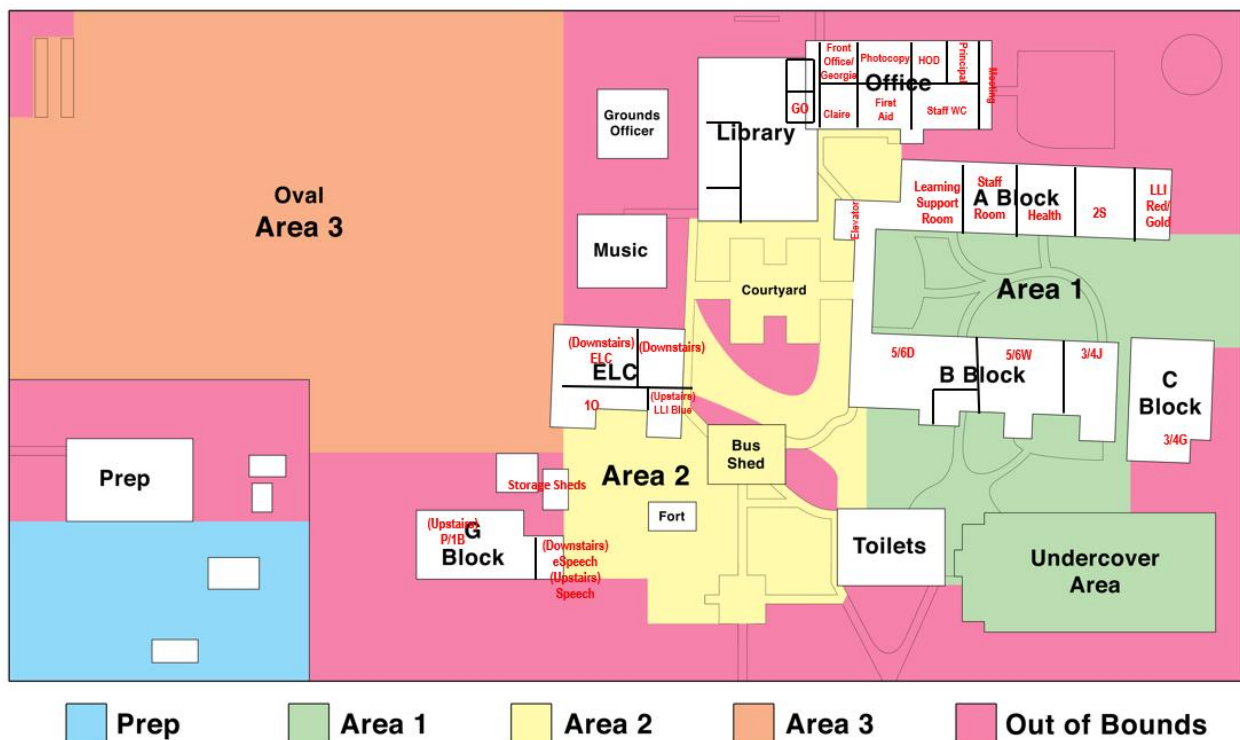 Front
Office/
Georgie
Photocopy
HOD
Principal
Meeting
Office
GO
Claire
First
Aid
Staff WC
Grounds
Officer
Library
Oval
Area 3
Learning
Support
Room
Staff
Room
A Block
Health
2S
LLI
Red/
Gold
Elevator
Music
Courtyard
Area 1
(Downstairs)
ELC
(Downstairs)
ELC
1O
(Upstairs)
LLI Blue
5/6D
5/6W
3/4J
B Block
C
Block
3/4G
Bus
Shed
Prep
Area 2
Storage Sheds
Fort
(Upstairs)
P/1B
G
Block
(Downstairs)
eSpeech
(Upstairs)
Speech
Toilets
Undercover
Area
Prep
Area 1
Area 2
Area 3
Out of Bounds